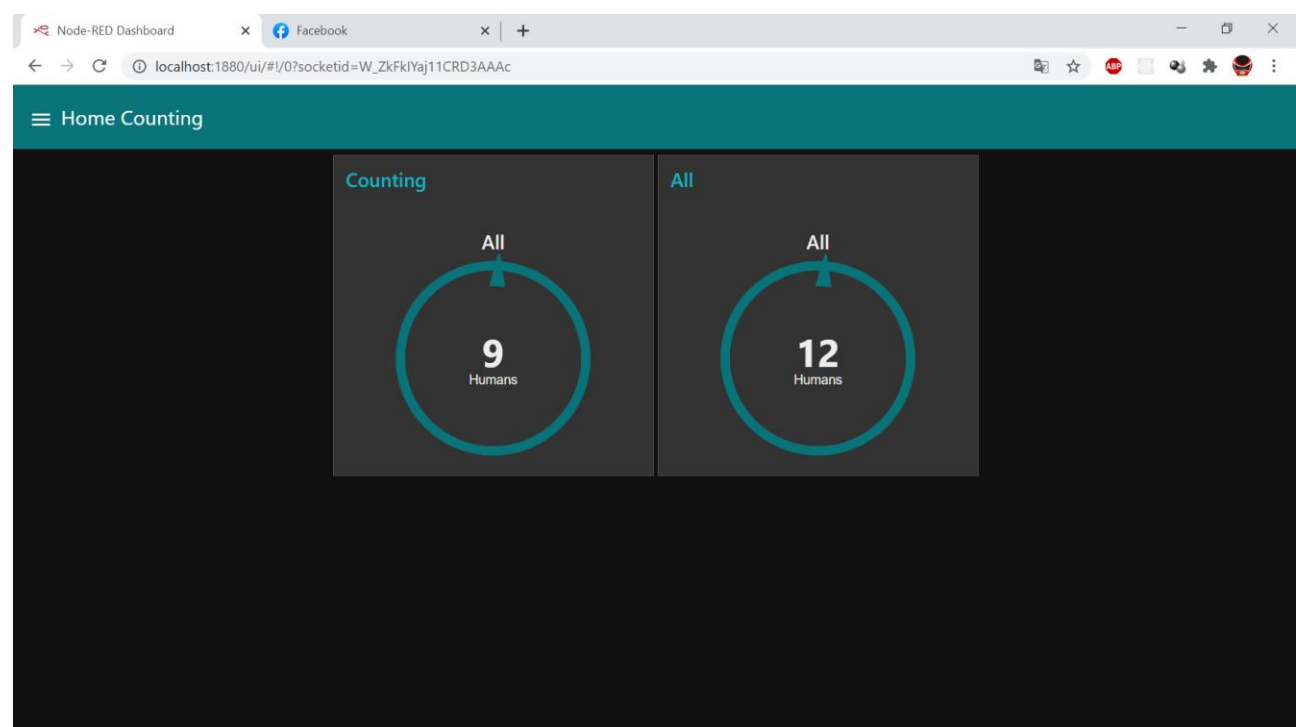 Node-RED Dashboard
Facebook
localhost:1880/ui/#!/0?socketid=W_ZkFkIYaj11CRD3AAAc
ABP
Home Counting
Counting
All
9
Humans
All
All
12
Humans